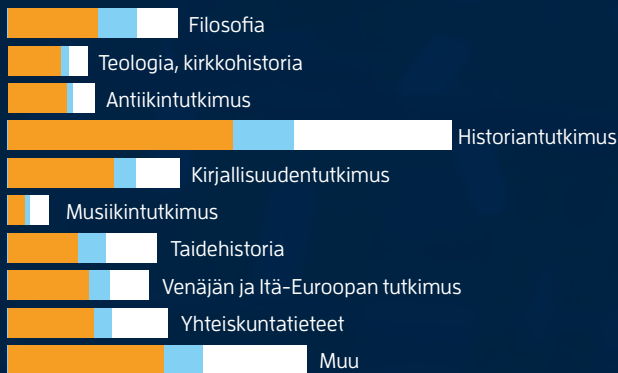 Filosofia
Teologia, kirkkohistoria
Antiikintutkimus
Historiantutkimus
Kirjallisuudentutkimus
Musiikintutkimus
Taidehistoria
Venäjän ja Itä-Euroopan tutkimus
Yhteiskuntatieteet
Muu